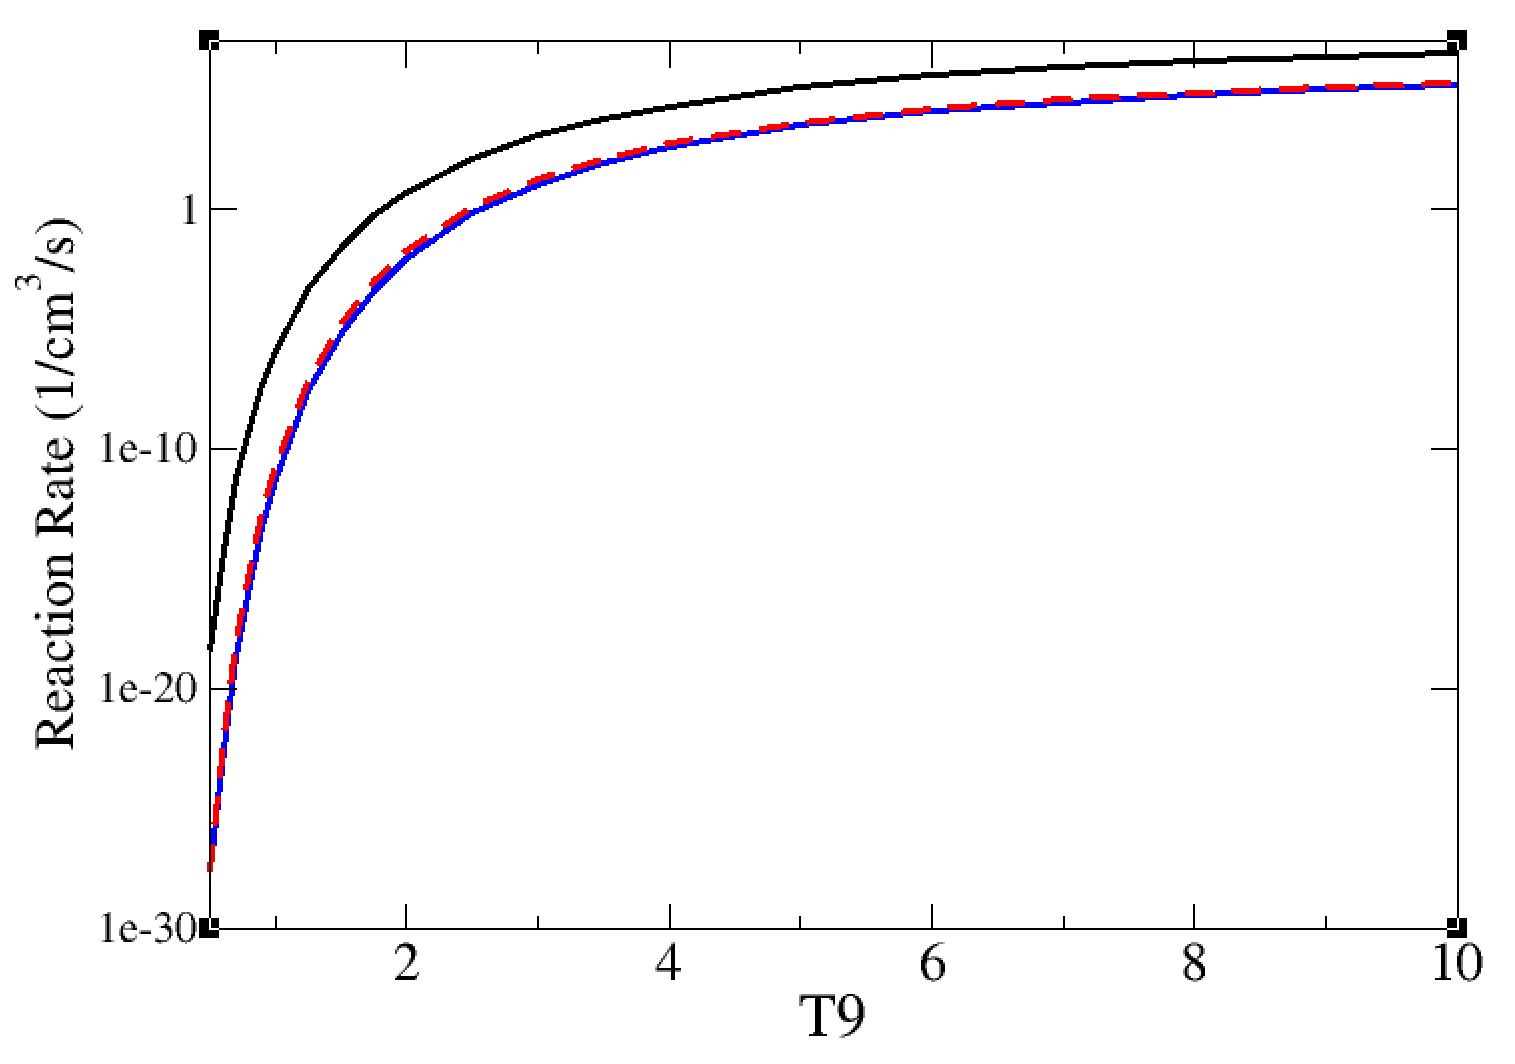 Reaction Rate (1/cm³/s)
1
1e-10
1e-20
1e-30
2 4 6 8 10
T9